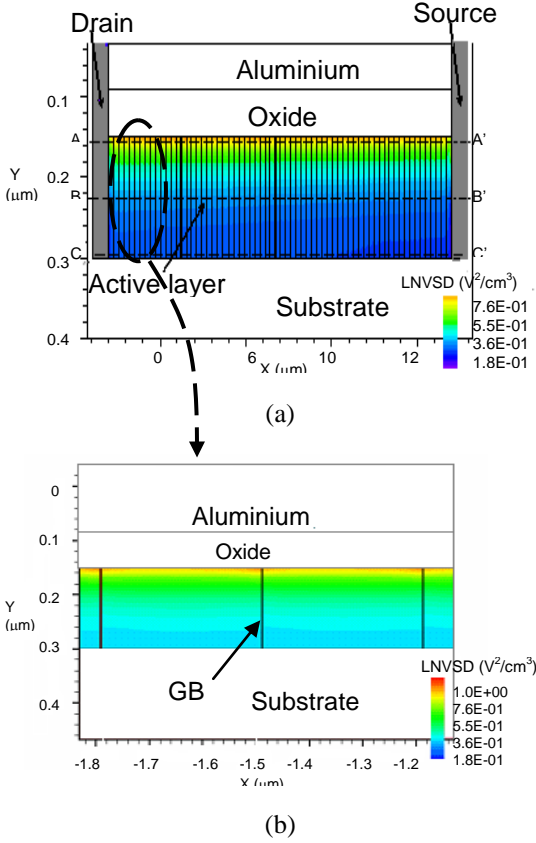 Drain
Source
Aluminium
0.1
Oxide
A
A'
Y
(μm)
0.2
B
B'
C
C'
0.3
Active layer
LNVSD (V²/cm³)
7.6E-01
5.5E-01
3.6E-01
1.8E-01
Substrate
0.4
0 6 10 12
X (μm)
(a)
0
Aluminium
0.1
Oxide
Y
(μm)
0.2
0.3
GB
LNVSD (V²/cm³)
1.0E+00
7.6E-01
5.5E-01
3.6E-01
1.8E-01
Substrate
0.4
-1.8 -1.7 -1.6 -1.5 -1.4 -1.3 -1.2
X (μm)
(b)